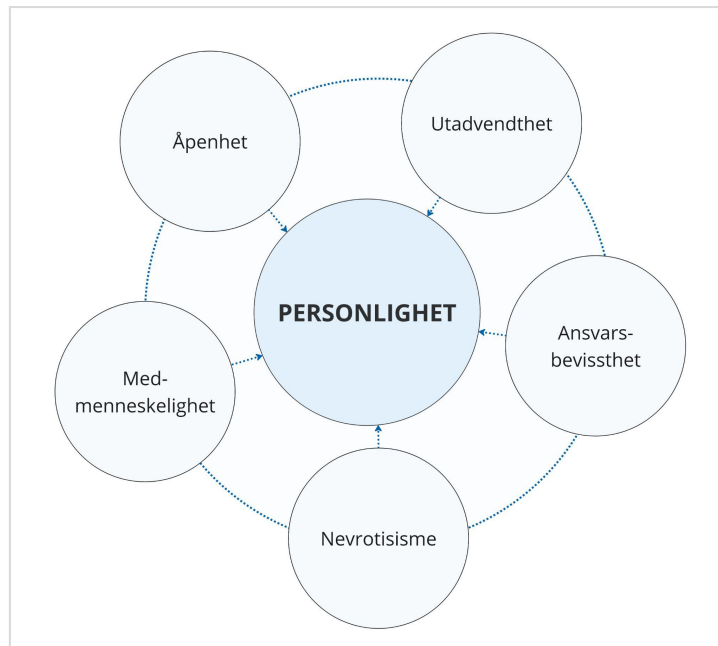 Utadvendthet
Åpenhet
PERSONLIGHET
Ansvars-
bevissthet
Med-
menneskelighet
Nevrotisisme